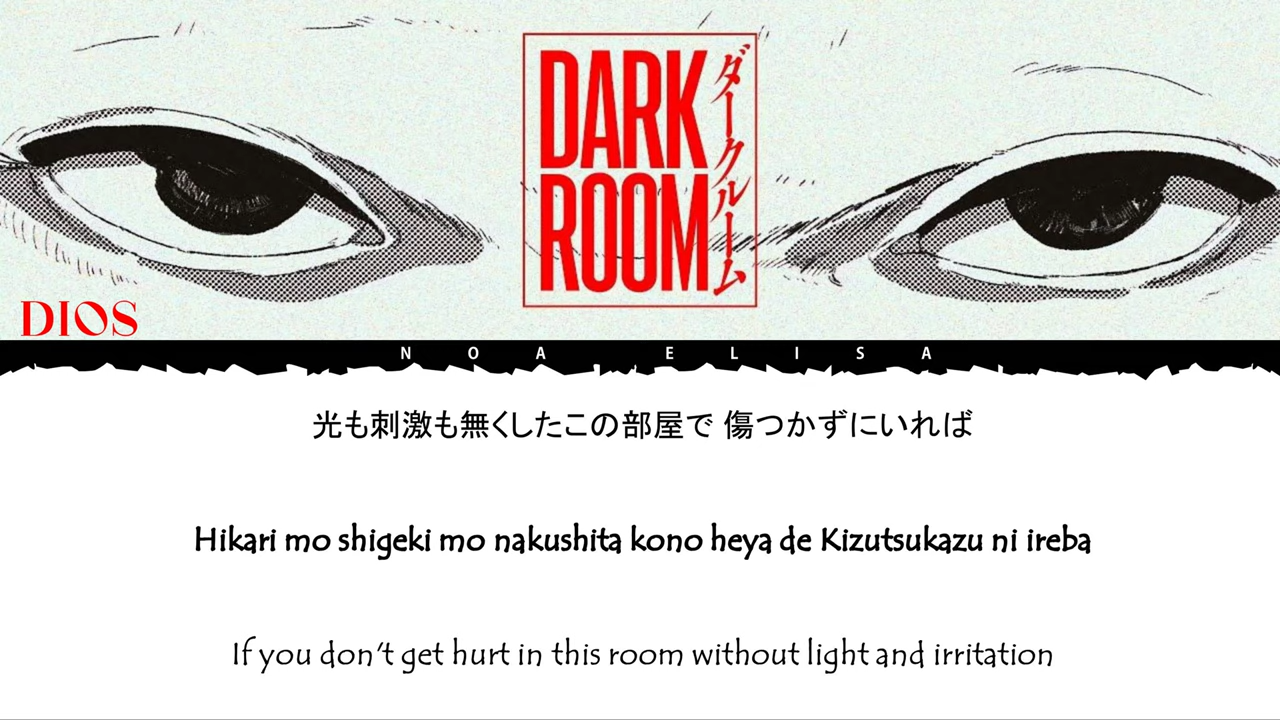 DARK
ROOM
ダークルーム
DIOS
NOA ELISA
光も刺激も無くしたこの部屋で 傷つかずにいれば
Hikari mo shigeki mo nakushita kono heya de Kizutsukazu ni ireba
If you don't get hurt in this room without light and irritation